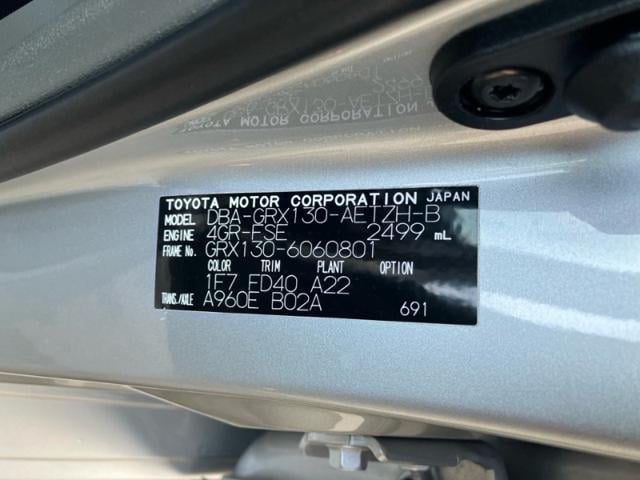 TOYOTA MOTOR CORPORATION JAPAN
MODEL DBA-GRX130-AETZH-B
ENGINE 4GR-FSE 2499 mL
FRAME No. GRX130-6060801
COLOR TRIM PLANT OPTION
1F7 ED40 A22
TRANS./AXLE A960E B02A 691